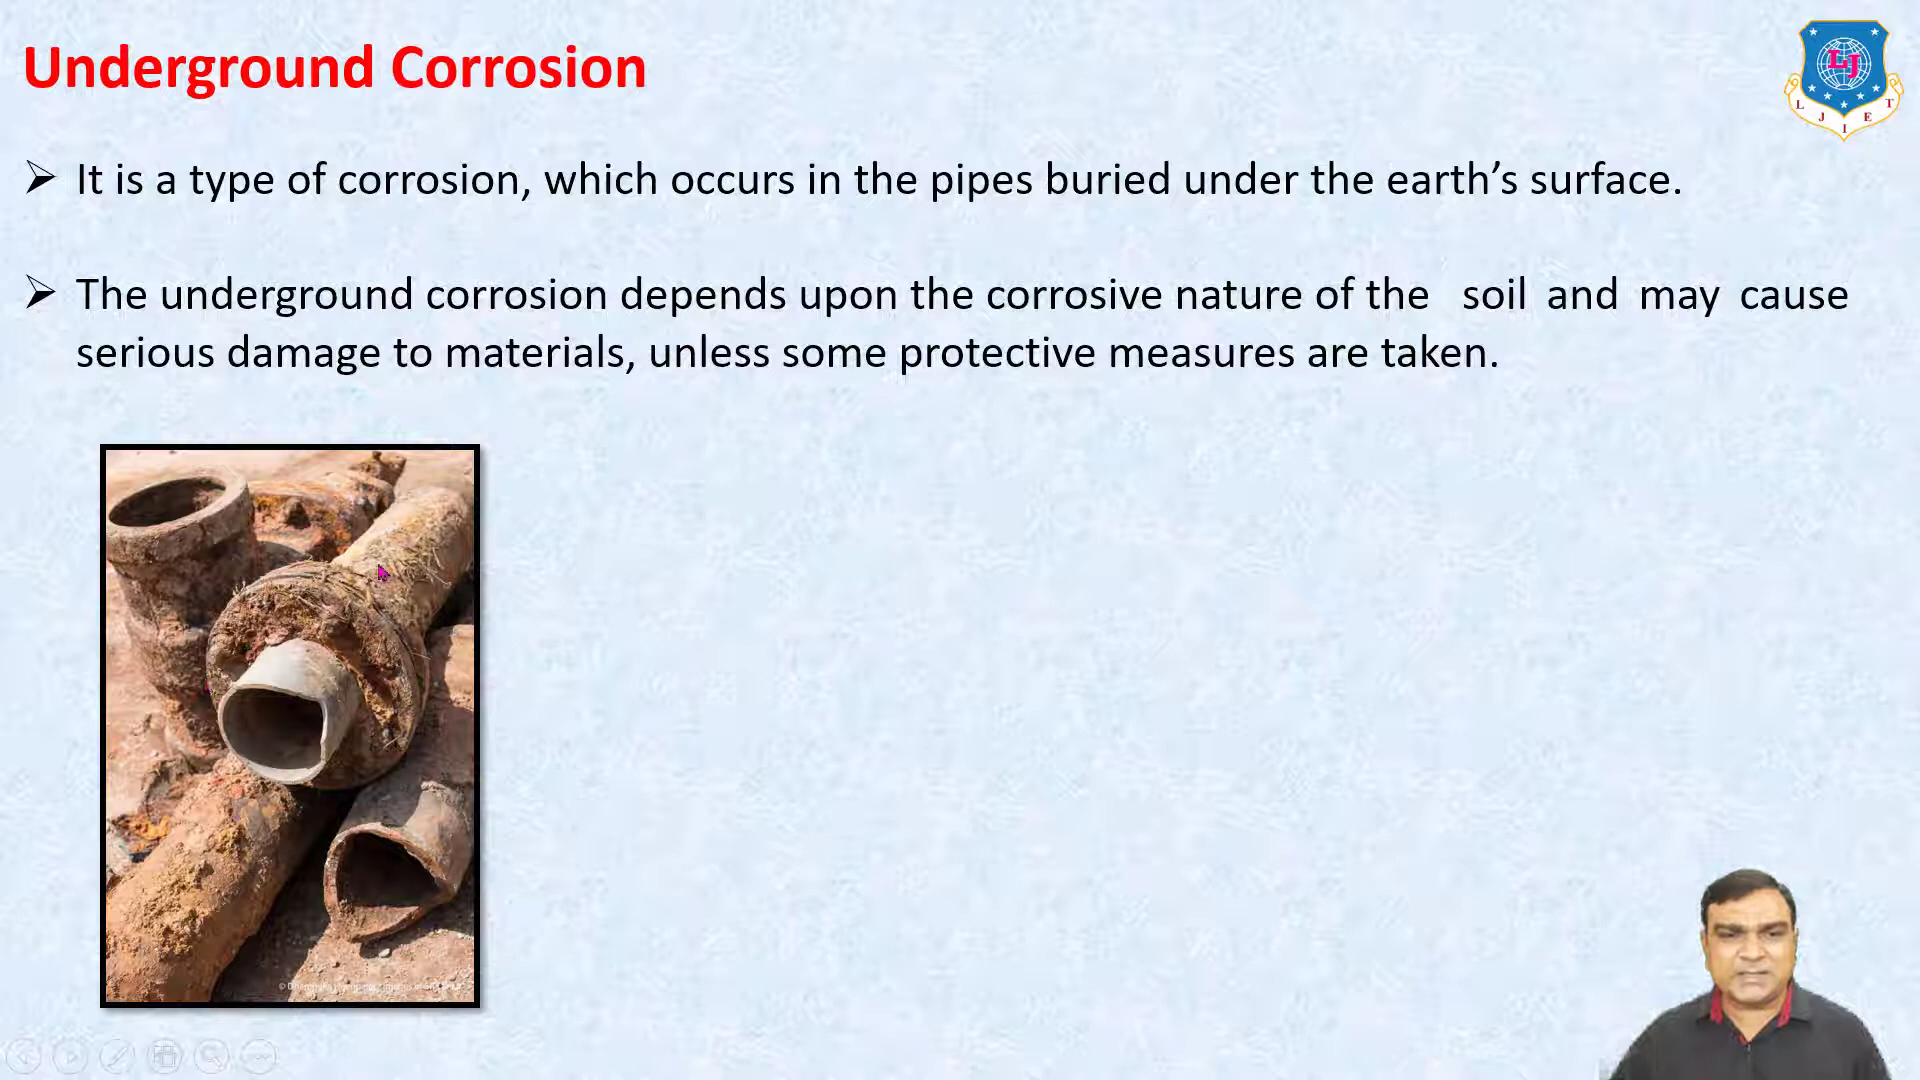 Underground Corrosion
LJ
L J I E T
➢ It is a type of corrosion, which occurs in the pipes buried under the earth’s surface.
➢ The underground corrosion depends upon the corrosive nature of the soil and may cause
serious damage to materials, unless some protective measures are taken.